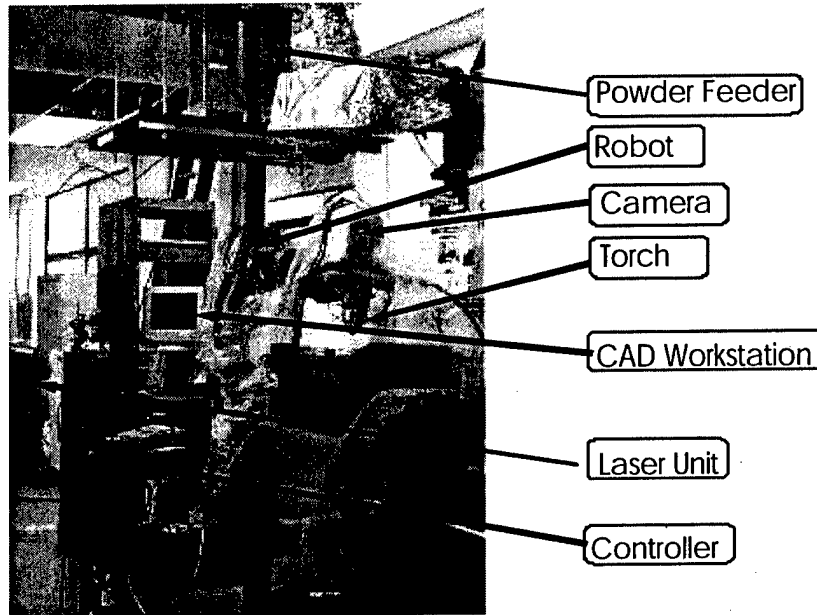 Powder Feeder
Robot
Camera
Torch
CAD Workstation
Laser Unit
Controller